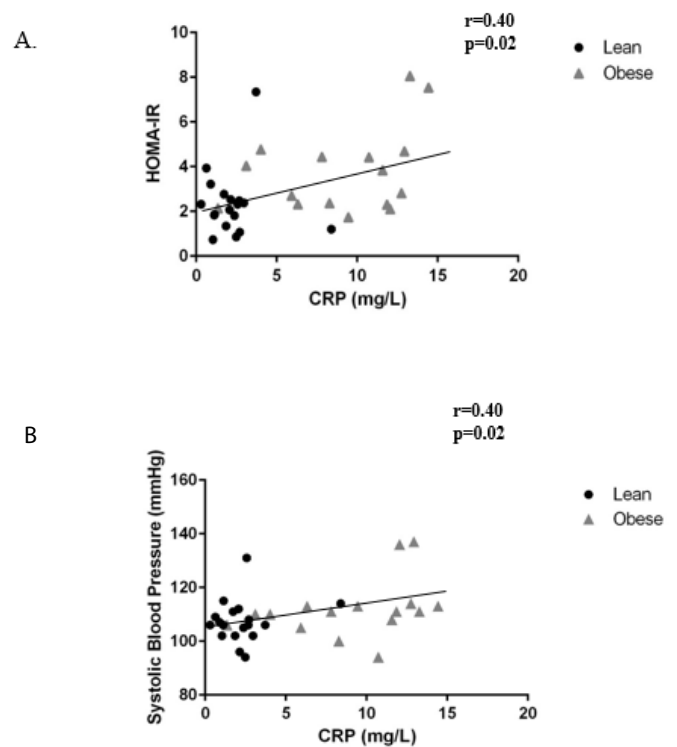 A.
r=0.40
p=0.02
Lean
Obese
HOMA-IR
10
8
6
4
2
0
0 5 10 15 20
CRP (mg/L)
B
r=0.40
p=0.02
Lean
Obese
Systolic Blood Pressure (mmHg)
160
140
120
100
80
0 5 10 15 20
CRP (mg/L)